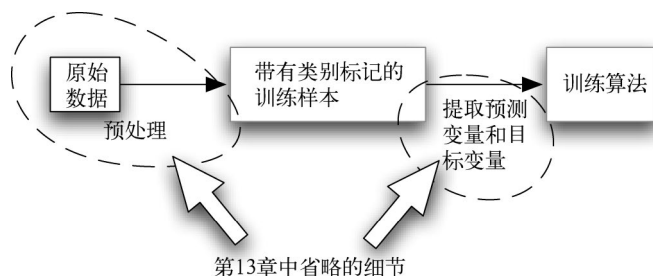 原始
数据
预处理
带有类别标记的
训练样本
提取预测
变量和目
标变量
训练算法
第13章中省略的细节